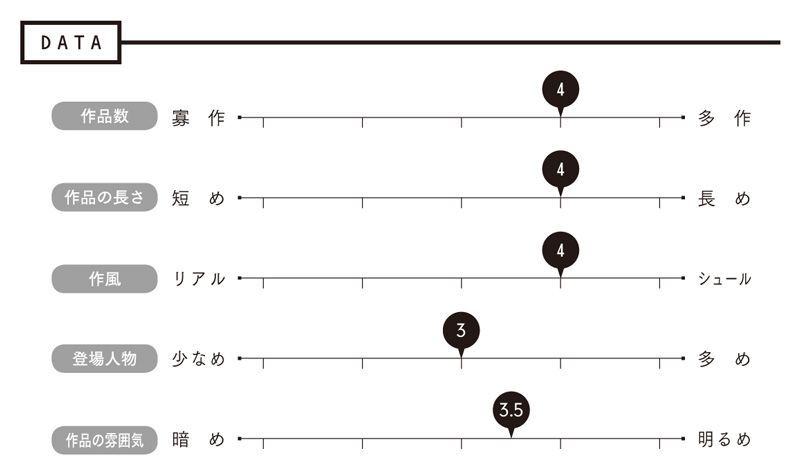 DATA
4
作品数 寡作 多作
4
作品の長さ 短め 長め
4
作風 リアル シュール
3
登場人物 少なめ 多め
3.5
作品の雰囲気 暗め 明るめ